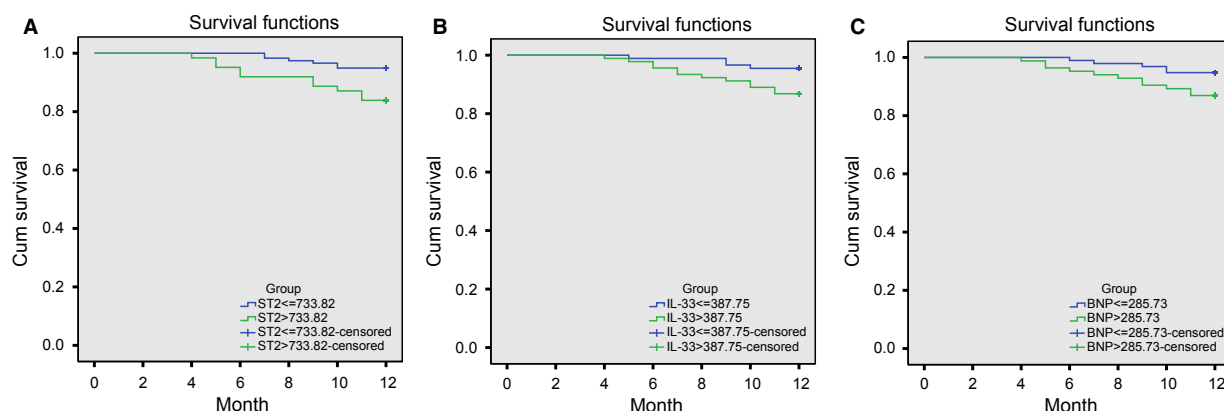 A
Survival functions
1.0
0.8
0.6
0.4
0.2
0.0
Cum survival
Group
ST2<=733.82
ST2>733.82
ST2<=733.82-censored
ST2>733.82-censored
0 2 4 6 8 10 12
Month
B
Survival functions
1.0
0.8
0.6
0.4
0.2
0.0
Cum survival
Group
IL-33<=387.75
IL-33>387.75
IL-33<=387.75-censored
IL-33>387.75-censored
0 2 4 6 8 10 12
Month
C
Survival functions
1.0
0.8
0.6
0.4
0.2
0.0
Cum survival
Group
BNP<=285.73
BNP>285.73
BNP<=285.73-censored
BNP>285.73-censored
0 2 4 6 8 10 12
Month